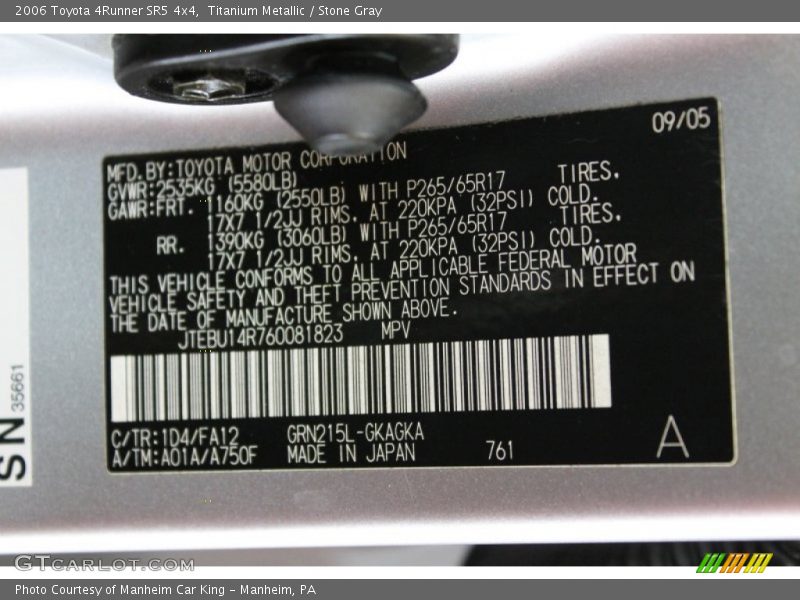 2006 Toyota 4Runner SR5 4x4, Titanium Metallic / Stone Gray
09/05
MFD. BY: TOYOTA MOTOR CORPORATION
GVWR: 2535KG (5580LB)
GAWR: FRT. 1160KG (2550LB) WITH P265/65R17 TIRES.
17X7 1/2JJ RIMS. AT 220KPA (32PSI) COLD.
RR. 1390KG (3060LB) WITH P265/65R17 TIRES.
17X7 1/2JJ RIMS. AT 220KPA (32PSI) COLD.
THIS VEHICLE CONFORMS TO ALL APPLICABLE FEDERAL MOTOR
VEHICLE SAFETY AND THEFT PREVENTION STANDARDS IN EFFECT ON
THE DATE OF MANUFACTURE SHOWN ABOVE.
JTEBU14R760081823 MPV
C/TR: 1D4/FA12 GRN215L-GKAGKA
A/TM: A01A/A750F MADE IN JAPAN 761
A
SN 35661
GTCARLOT.COM
Photo Courtesy of Manheim Car King - Manheim, PA